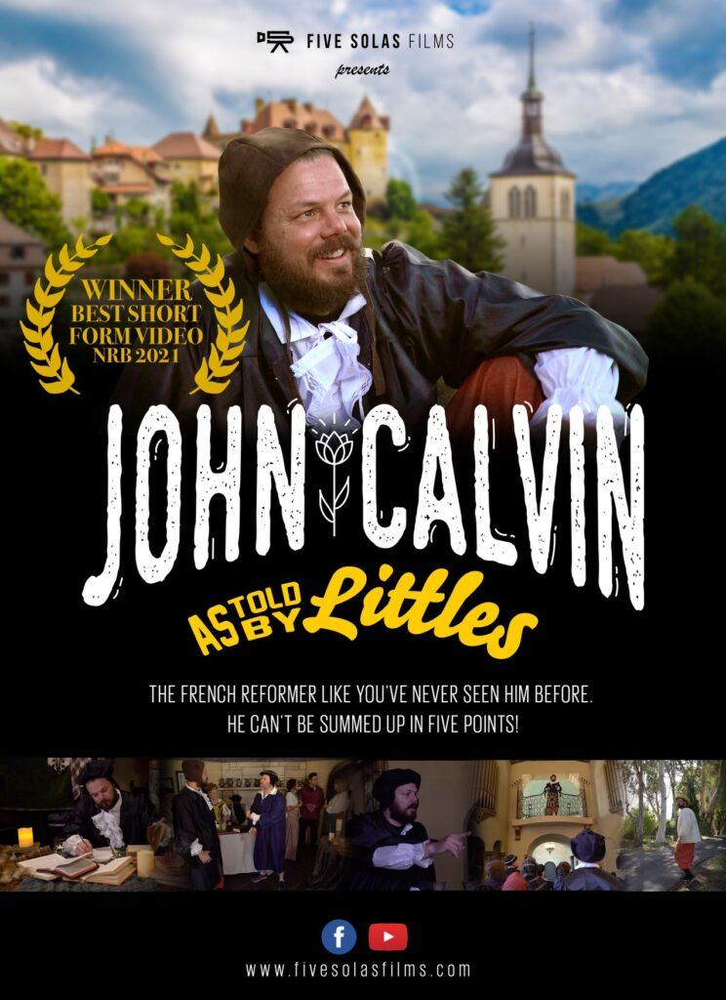 FIVE SOLAS FILMS
presents
WINNER
BEST SHORT
FORM VIDEO
NRB 2021
JOHN CALVIN
AS TOLD BY Littles
THE FRENCH REFORMER LIKE YOU'VE NEVER SEEN HIM BEFORE.
HE CAN'T BE SUMMED UP IN FIVE POINTS!
www.fivesolasfilms.com